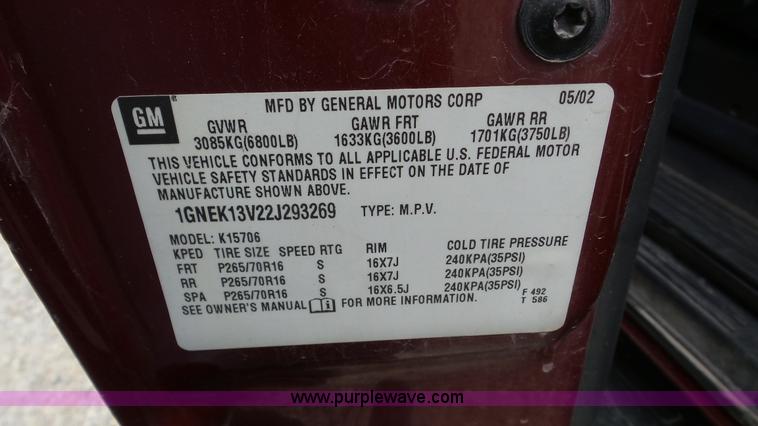 GM ®
MFD BY GENERAL MOTORS CORP 05/02
GVWR GAWR FRT GAWR RR
3085KG(6800LB) 1633KG(3600LB) 1701KG(3750LB)
THIS VEHICLE CONFORMS TO ALL APPLICABLE U.S. FEDERAL MOTOR
VEHICLE SAFETY STANDARDS IN EFFECT ON THE DATE OF
MANUFACTURE SHOWN ABOVE.
1GNEK13V22J293269 TYPE: M.P.V.
MODEL: K15706
KPED TIRE SIZE SPEED RTG RIM COLD TIRE PRESSURE
FRT P265/70R16 S 16X7J 240KPA(35PSI)
RR P265/70R16 S 16X7J 240KPA(35PSI)
SPA P265/70R16 S 16X6.5J 240KPA(35PSI)
SEE OWNER'S MANUAL FOR MORE INFORMATION.
F 492
T 586
www.purplewave.com